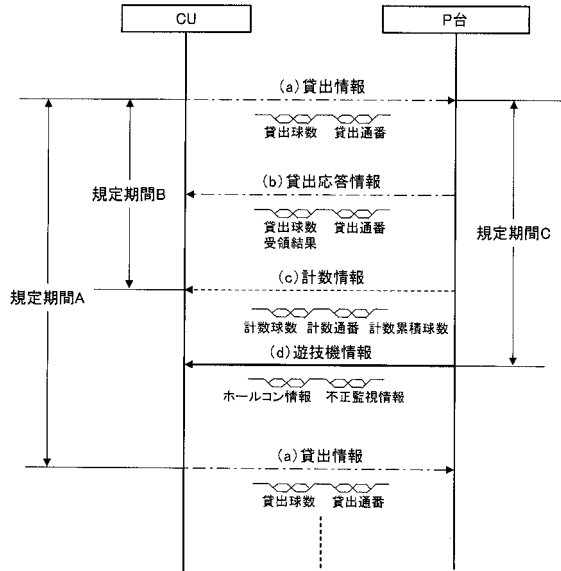 CU
P台
(a)貸出情報
貸出球数 貸出通番
(b)貸出応答情報
貸出球数 貸出通番
受領結果
規定期間B
規定期間C
(c)計数情報
規定期間A
計数球数 計数通番 計数累積球数
(d)遊技機情報
ホールコン情報 不正監視情報
(a)貸出情報
貸出球数 貸出通番